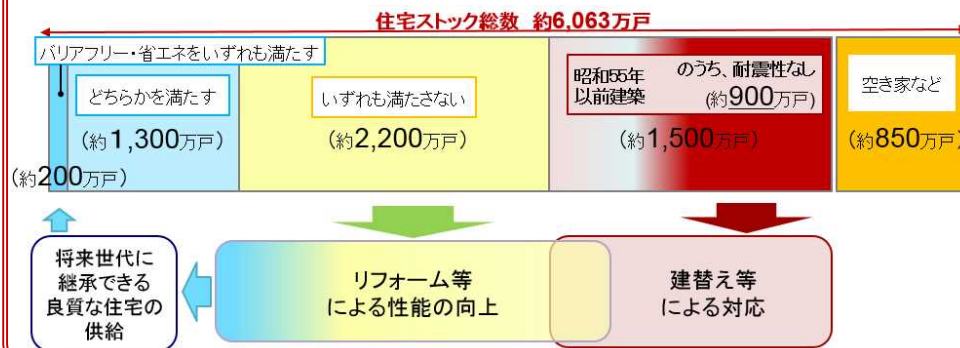 住宅ストック総数 約6,063万戸
バリアフリー・省エネをいずれも満たす
どちらかを満たす
(約1,300万戸)
(約200万戸)
いずれも満たさない
(約2,200万戸)
昭和55年
以前建築
のうち、耐震性なし
(約900万戸)
(約1,500万戸)
空き家など
(約850万戸)
将来世代に
継承できる
良質な住宅の
供給
リフォーム等
による性能の向上
建替え等
による対応